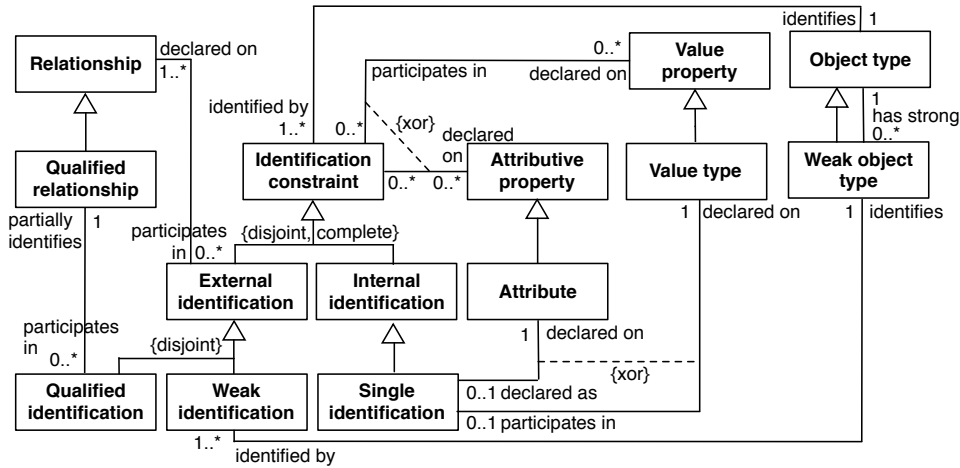 identifies 1
Relationship
declared on
1..*
0..*
Value
property
Object type
participates in
declared on
identified by
1..*
0..*
{xor}
declared
on
1
has strong
0..*
Qualified
relationship
Identification
constraint
0..*
0..*
Attributive
property
Value type
Weak object
type
partially
identifies
1
1 declared on
1 identifies
participates
in 0..*
{disjoint, complete}
External
identification
Internal
identification
Attribute
participates
in
0..*
{disjoint}
1
declared on
{xor}
Qualified
identification
Weak
identification
Single
identification
0..1 declared as
0..1 participates in
1..*
identified by